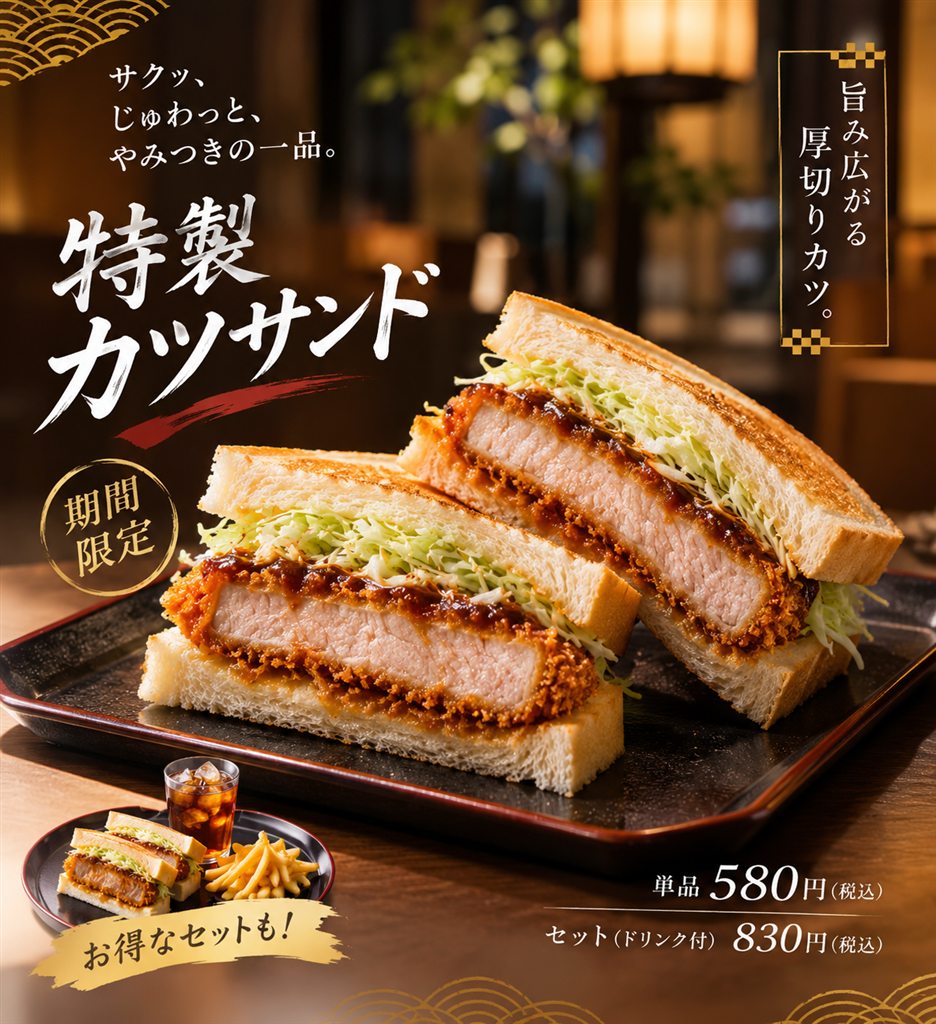 サクッ、
じゅわっと、
やみつきの一品。
特製
カツサンド
旨み広がる
厚切りカツ。
期間
限定
お得なセットも!
単品 580円(税込)
セット(ドリンク付) 830円(税込)